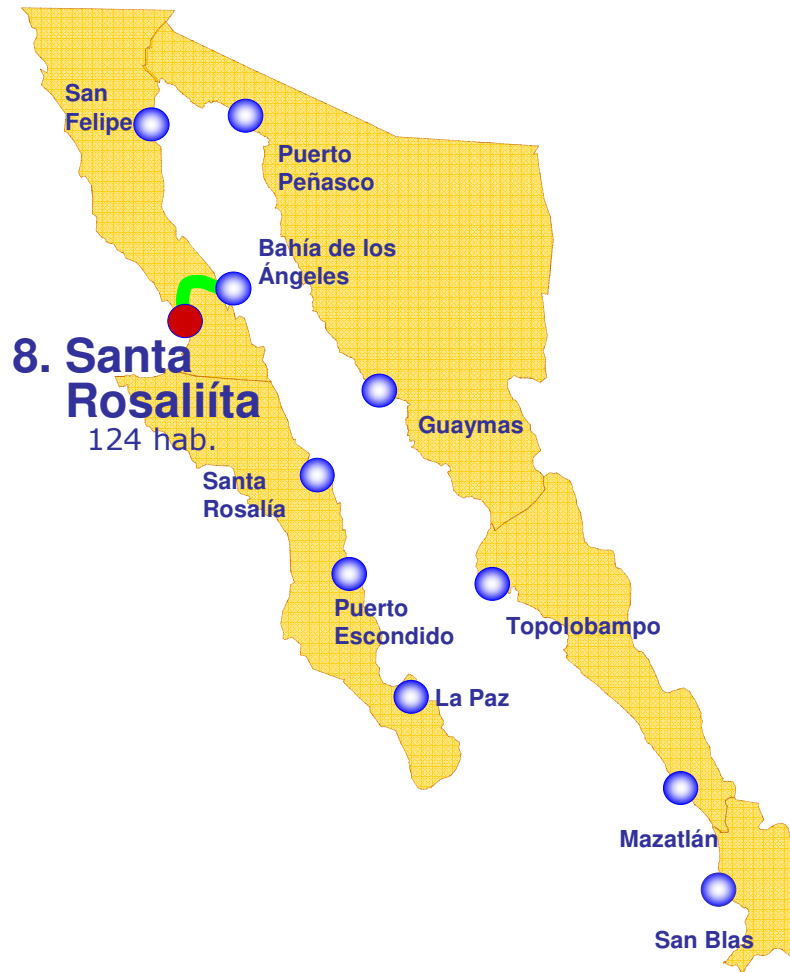 San
Felipe
Puerto
Peñasco
Bahía de los
Ángeles
8. Santa
Rosaliíta
124 hab.
Guaymas
Santa
Rosalía
Puerto
Escondido
Topolobampo
La Paz
Mazatlán
San Blas